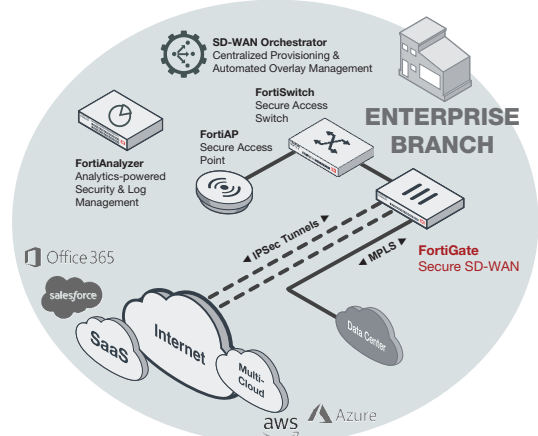 SD-WAN Orchestrator
Centralized Provisioning &
Automated Overlay Management
FortiSwitch
Secure Access
Switch
ENTERPRISE
BRANCH
FortiAP
Secure Access
Point
FortiAnalyzer
Analytics-powered
Security & Log
Management
IPSec Tunnels
MPLS
FortiGate
Secure SD-WAN
Office 365
salesforce
SaaS
Internet
Multi-
Cloud
Data Center
aws
Azure